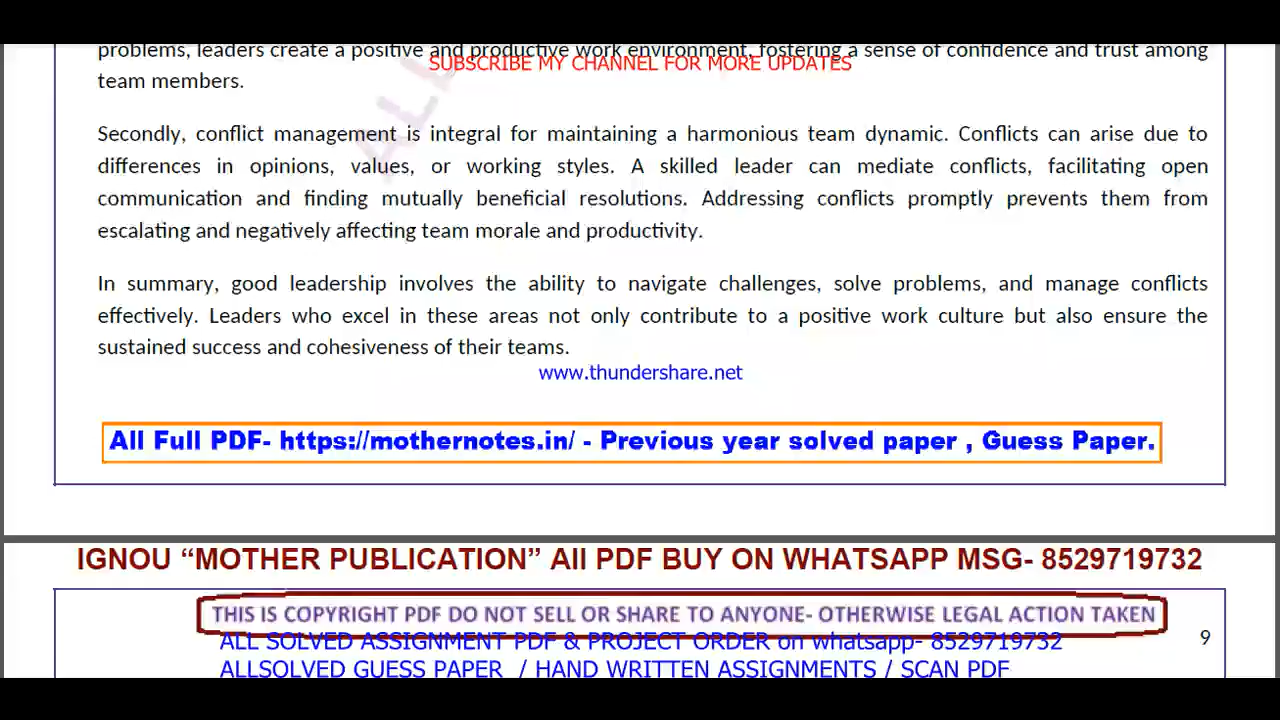 problems, leaders create a positive and productive work environment, fostering a sense of confidence and trust among
SUBSCRIBE MY CHANNEL FOR MORE UPDATES
team members.
Secondly, conflict management is integral for maintaining a harmonious team dynamic. Conflicts can arise due to
differences in opinions, values, or working styles. A skilled leader can mediate conflicts, facilitating open
communication and finding mutually beneficial resolutions. Addressing conflicts promptly prevents them from
escalating and negatively affecting team morale and productivity.
In summary, good leadership involves the ability to navigate challenges, solve problems, and manage conflicts
effectively. Leaders who excel in these areas not only contribute to a positive work culture but also ensure the
sustained success and cohesiveness of their teams.
www.thundershare.net
All Full PDF- https://mothernotes.in/ - Previous year solved paper , Guess Paper.
IGNOU “MOTHER PUBLICATION” All PDF BUY ON WHATSAPP MSG- 8529719732
THIS IS COPYRIGHT PDF DO NOT SELL OR SHARE TO ANYONE- OTHERWISE LEGAL ACTION TAKEN
9
ALL SOLVED ASSIGNMENT PDF & PROJECT ORDER on whatsapp- 8529719732
ALLSOLVED GUESS PAPER / HAND WRITTEN ASSIGNMENTS / SCAN PDF